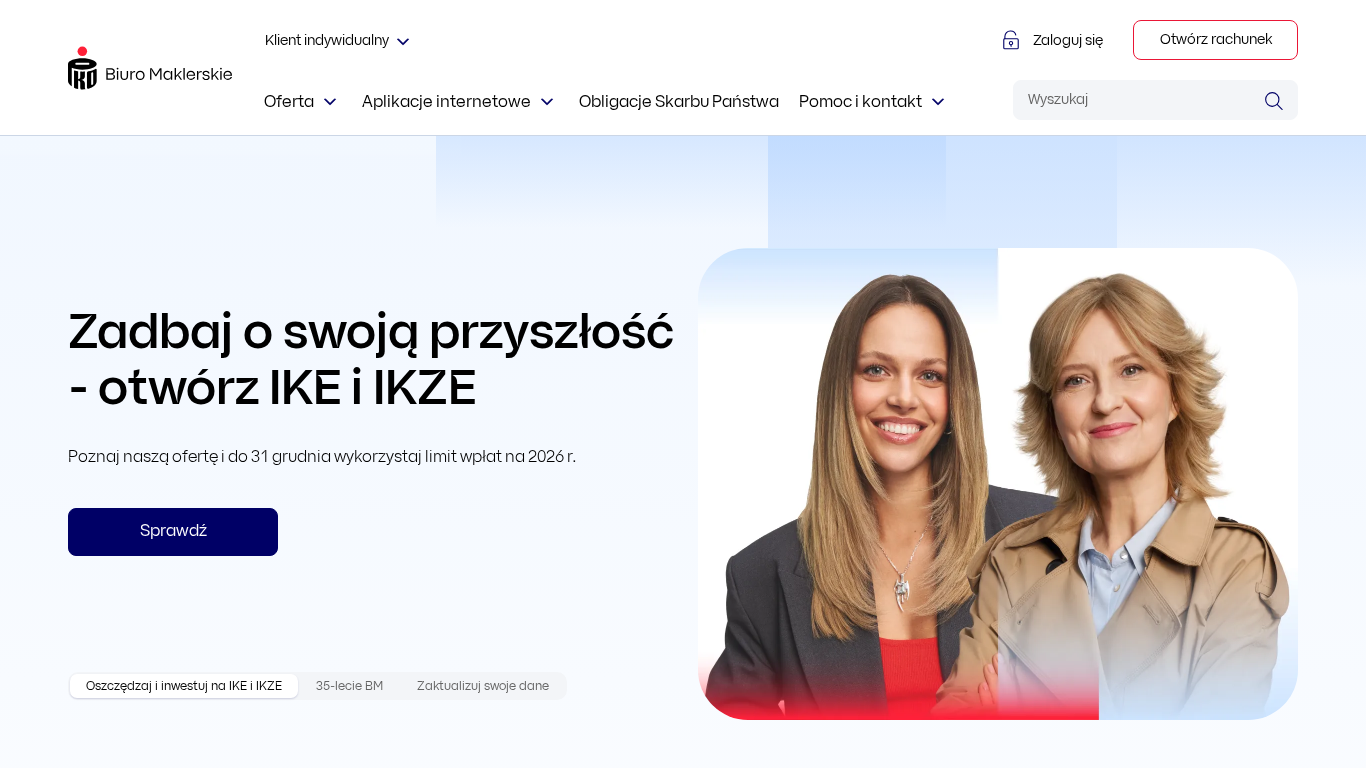 Klient indywidualny
Zaloguj się
Otwórz rachunek
Biuro Maklerskie
Oferta
Aplikacje internetowe
Obligacje Skarbu Państwa
Pomoc i kontakt
Wyszukaj
Zadbaj o swoją przyszłość
- otwórz IKE i IKZE
Poznaj naszą ofertę i do 31 grudnia wykorzystaj limit wpłat na 2026 r.
Sprawdź
Oszczędzaj i inwestuj na IKE i IKZE
35-lecie BM
Zaktualizuj swoje dane